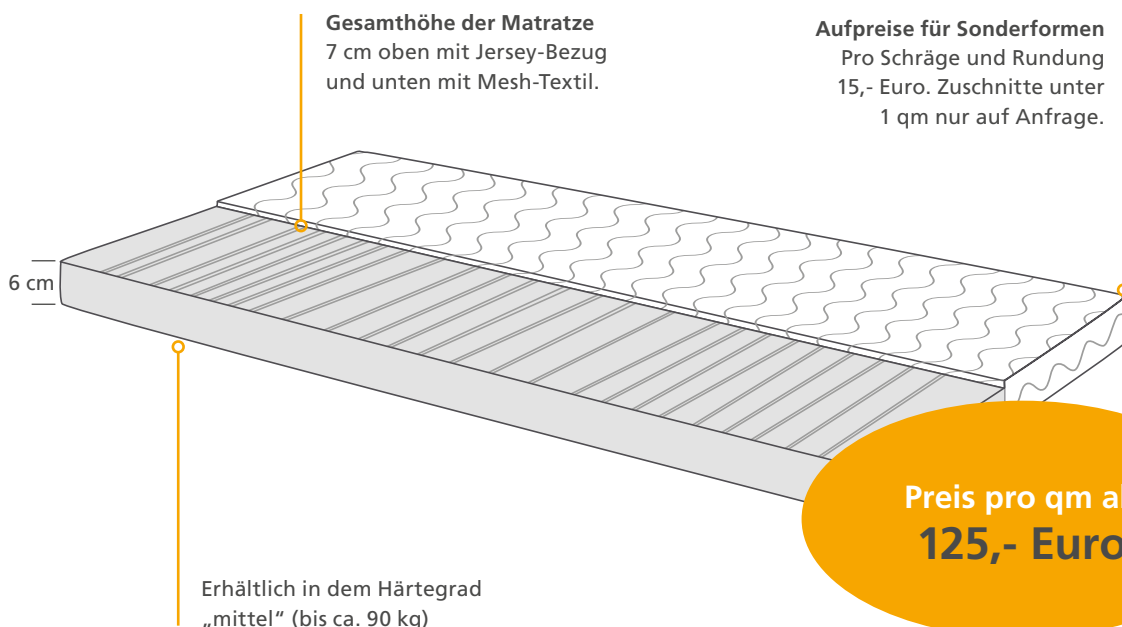 Gesamthöhe der Matratze
7 cm oben mit Jersey-Bezug
und unten mit Mesh-Textil.
Aufpreise für Sonderformen
Pro Schräge und Rundung
15,- Euro. Zuschnitte unter
1 qm nur auf Anfrage.
6 cm
Preis pro qm
125,- Euro
Erhältlich in dem Härtegrad
„mittel“ (bis ca. 90 kg)